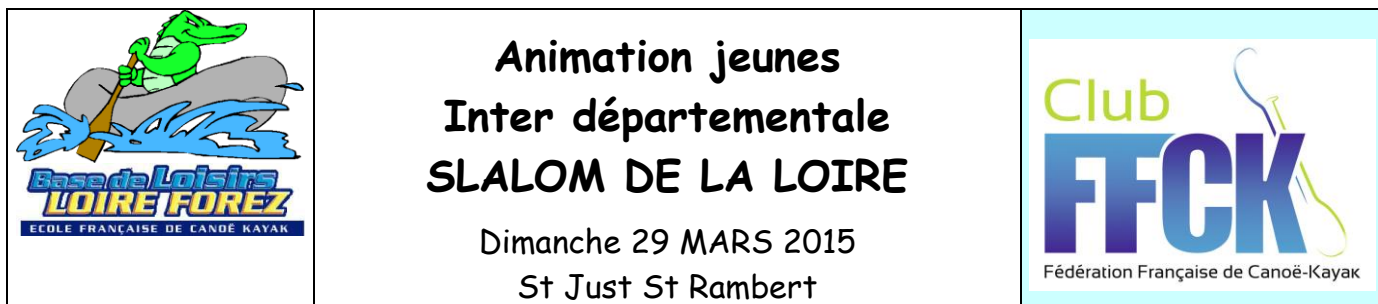 Base de Loisirs
LOIRE FOREZ
ECOLE FRANÇAISE DE CANOË KAYAK
Animation jeunes
Inter départementale
SLALOM DE LA LOIRE
Dimanche 29 MARS 2015
St Just St Rambert
Club
FFCK
Fédération Française de Canoë-Kayak